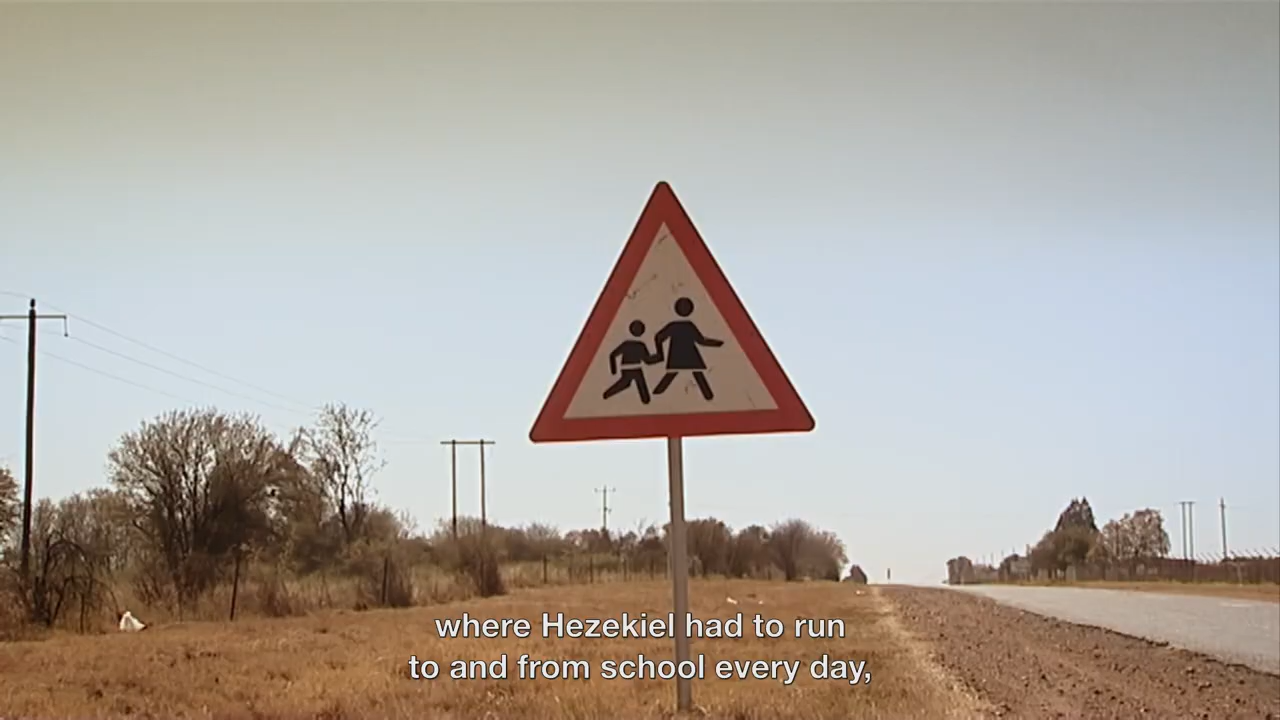 where Hezekiel had to run
to and from school every day,